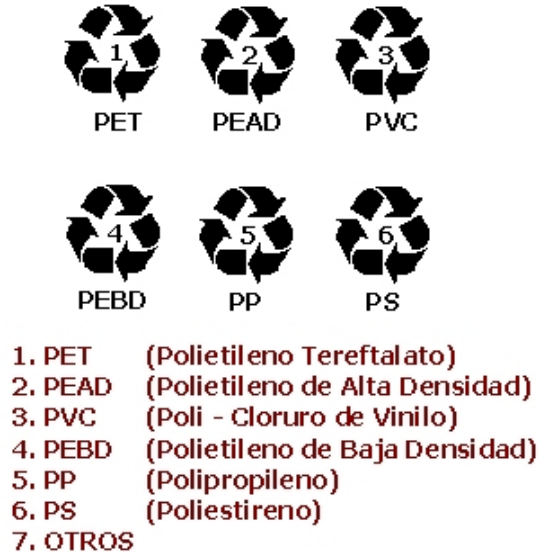 1 2 3
PET PEAD PVC
4 5 6
PEBD PP PS
1. PET (Polietileno Tereftalato)
2. PEAD (Polietileno de Alta Densidad)
3. PVC (Poli - Cloruro de Vinilo)
4. PEBD (Polietileno de Baja Densidad)
5. PP (Polipropileno)
6. PS (Poliestireno)
7. OTROS